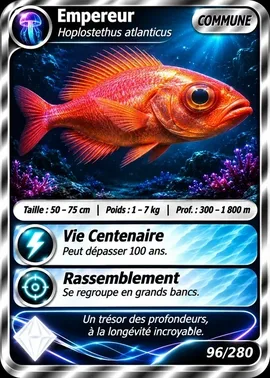 Empereur
COMMUNE
Hoplostethus atlanticus
Taille : 50 – 75 cm | Poids : 1 – 7 kg | Prof. : 300 – 1 800 m
Vie Centenaire
Peut dépasser 100 ans.
Rassemblement
Se regroupe en grands bancs.
Un trésor des profondeurs,
à la longévité incroyable.
96/280